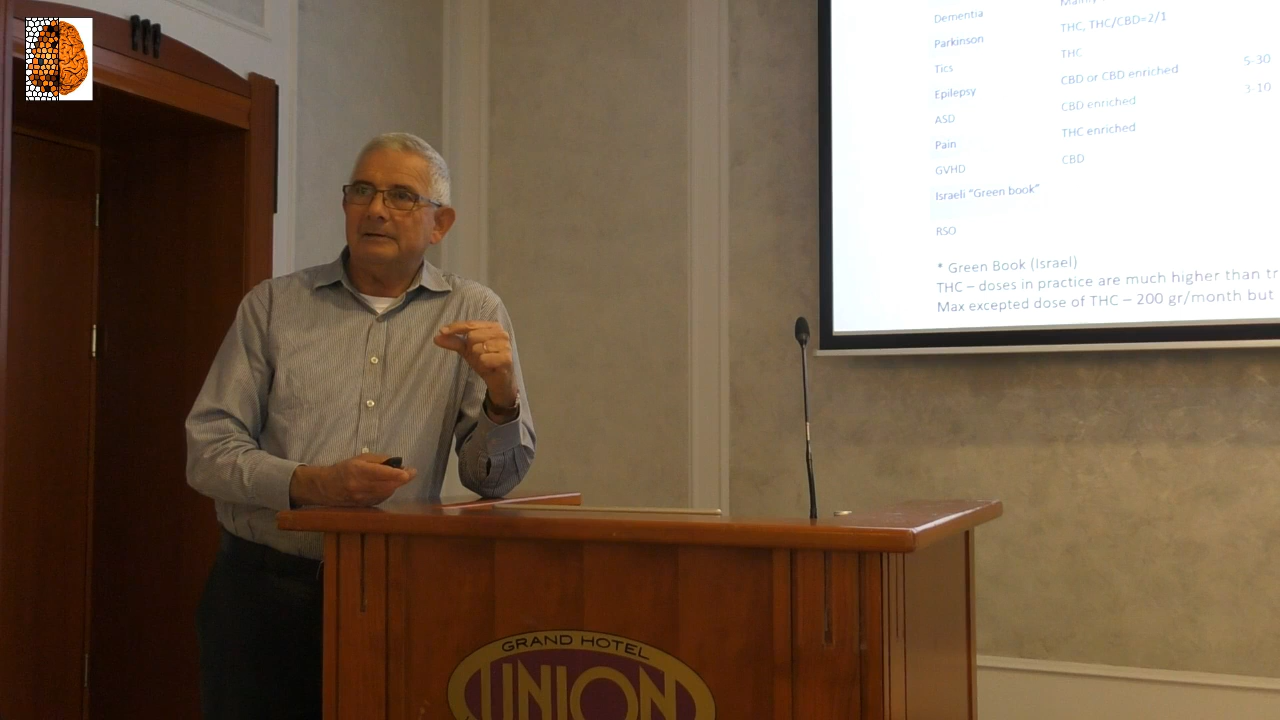 Dementia
Parkinson THC, THC/CBD=2/1
Tics THC
Epilepsy CBD or CBD enriched 5-30
ASD CBD enriched 3-10
Pain THC enriched
GVHD CBD
Israeli "Green book"
RSO
* Green Book (Israel)
THC – doses in practice are much higher than
Max excepted dose of THC – 200 gr/month but
GRAND HOTEL
UNION